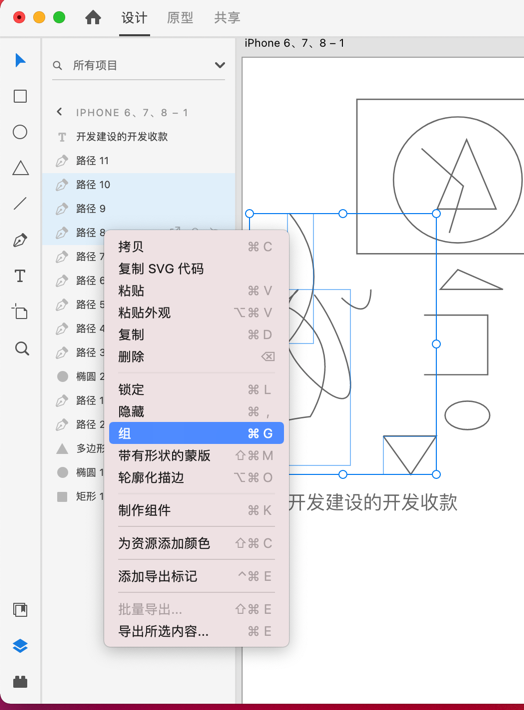 设计 原型 共享
iPhone 6、7、8 – 1
所有项目
IPHONE 6、7、8 – 1
开发建设的开发收款
路径 11
路径 10
路径 9
路径 8
路径 7
路径 6
路径 5
路径 4
路径 3
椭圆 2
路径 1
路径 2
多边形
椭圆 1
矩形 1
拷贝 ⌘ C
复制 SVG 代码
粘贴 ⌘ V
粘贴外观 ⌥⌘ V
复制 ⌘ D
删除 ⌫
锁定 ⌘ L
隐藏 ⌘ ,
组 ⌘ G
带有形状的蒙版 ⇧⌘ M
轮廓化描边 ⌥⌘ O
制作组件 ⌘ K
为资源添加颜色 ⇧⌘ C
添加导出标记 ^⌘ E
批量导出... ⇧⌘ E
导出所选内容... ⌘ E
开发建设的开发收款